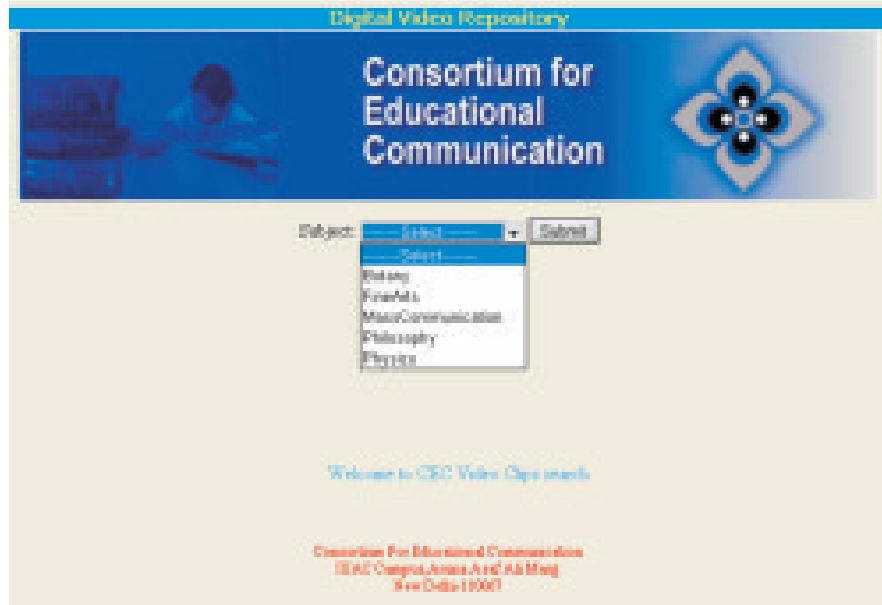 Digital Video Repository
Consortium for
Educational
Communication
Subject: -------Select------- Submit
-------Select-------
Botany
FineArts
MassCommunication
Philosophy
Physics
Welcome to CEC Video Clips search
Consortium For Educational Communication
IUAC Campus, Aruna Asaf Ali Marg
New Delhi-110067